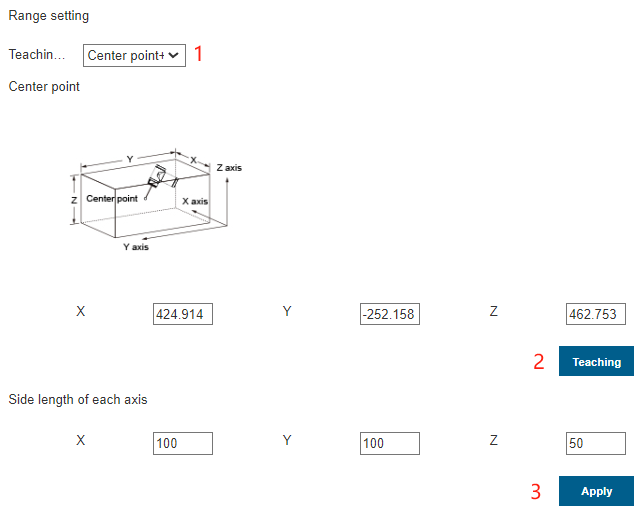 Range setting
Teachin... Center point+ 1
Center point
Y X Z axis
Z Center point X axis
Y axis
X 424.914 Y -252.158 Z 462.753
2 Teaching
Side length of each axis
X 100 Y 100 Z 50
3 Apply